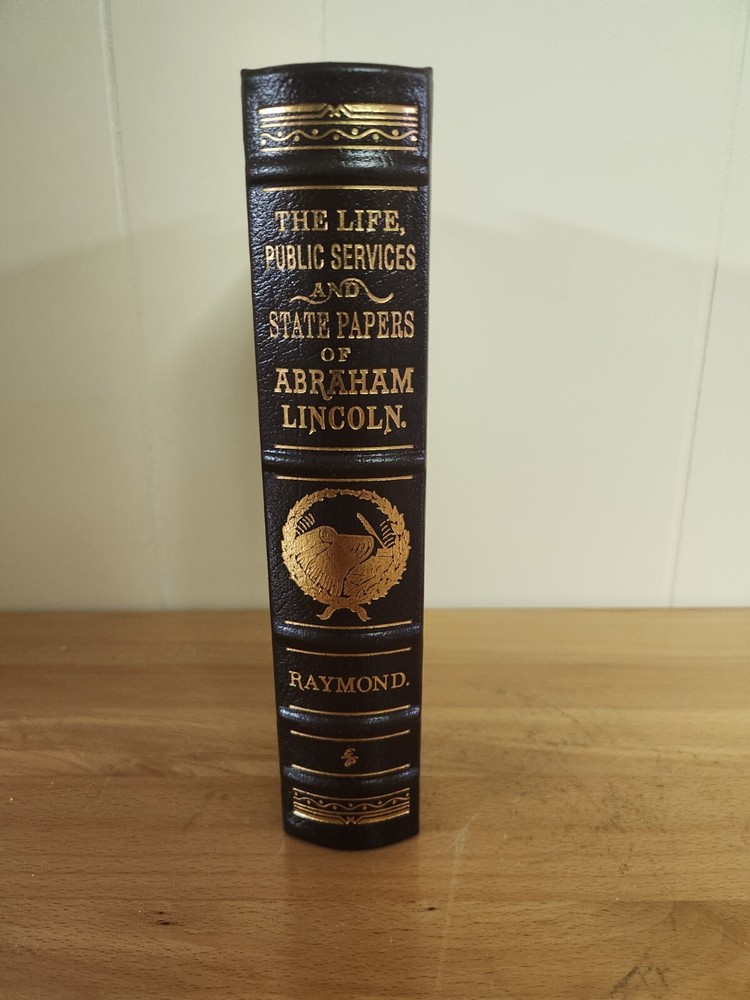 THE LIFE,
PUBLIC SERVICES
AND
STATE PAPERS
OF
ABRAHAM
LINCOLN.
RAYMOND.